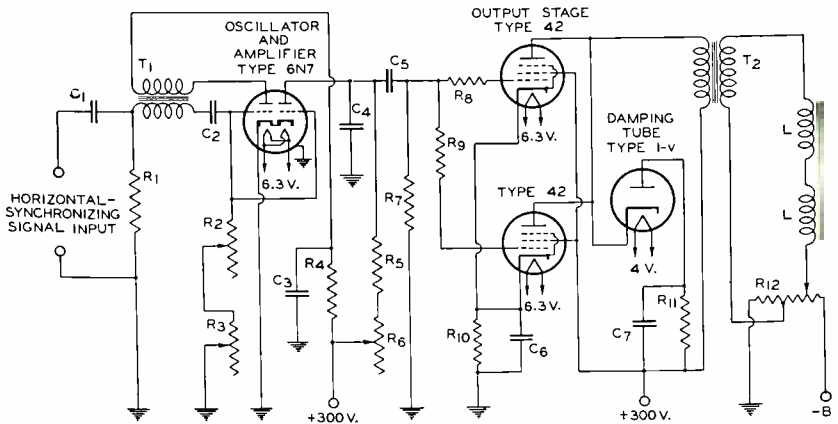 OSCILLATOR
AND
AMPLIFIER
TYPE 6N7
OUTPUT STAGE
TYPE 42
T1
C1
C2
R1
HORIZONTAL-
SYNCHRONIZING
SIGNAL INPUT
R2
R3
6.3 V.
C3
R4
+300 V.
C4
C5
R5
R6
R7
R8
R9
6.3 V.
TYPE 42
6.3 V.
R10
C6
DAMPING
TUBE
TYPE 1-V
4 V.
C7
R11
+300 V.
T2
L
L
R12
-B